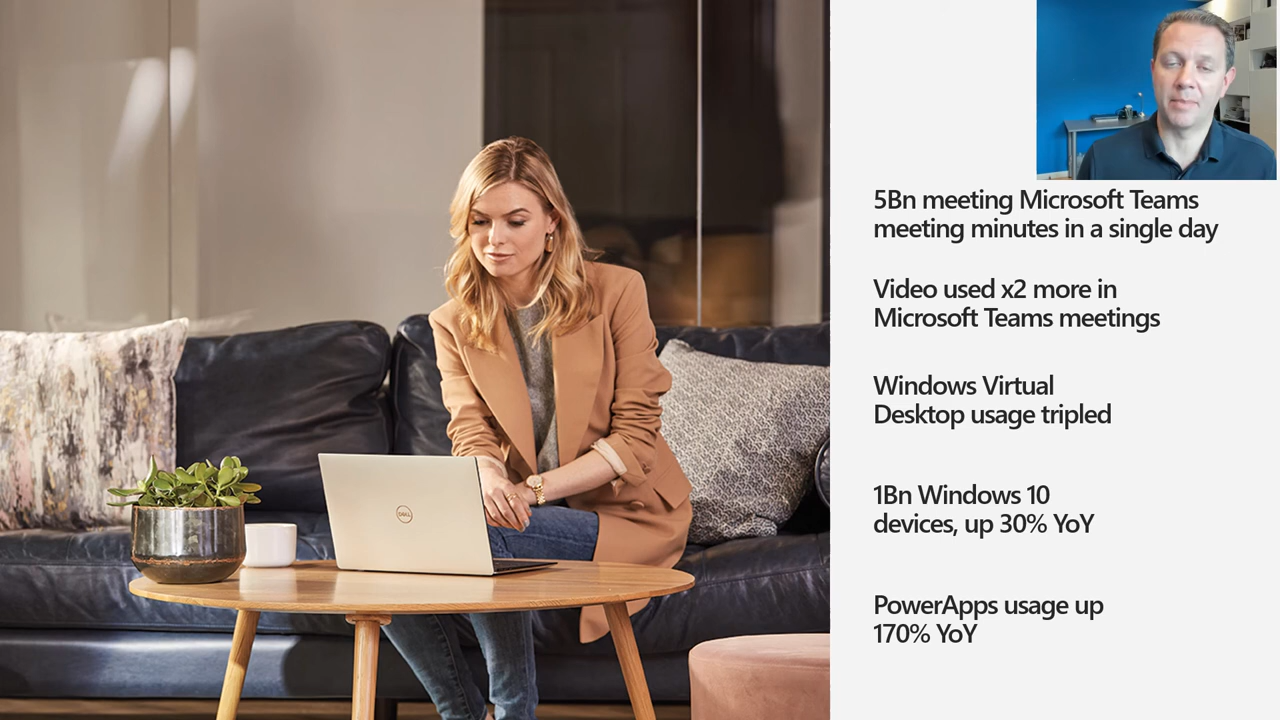 5Bn meeting Microsoft Teams
meeting minutes in a single day
Video used x2 more in
Microsoft Teams meetings
Windows Virtual
Desktop usage tripled
1Bn Windows 10
devices, up 30% YoY
PowerApps usage up
170% YoY
DELL